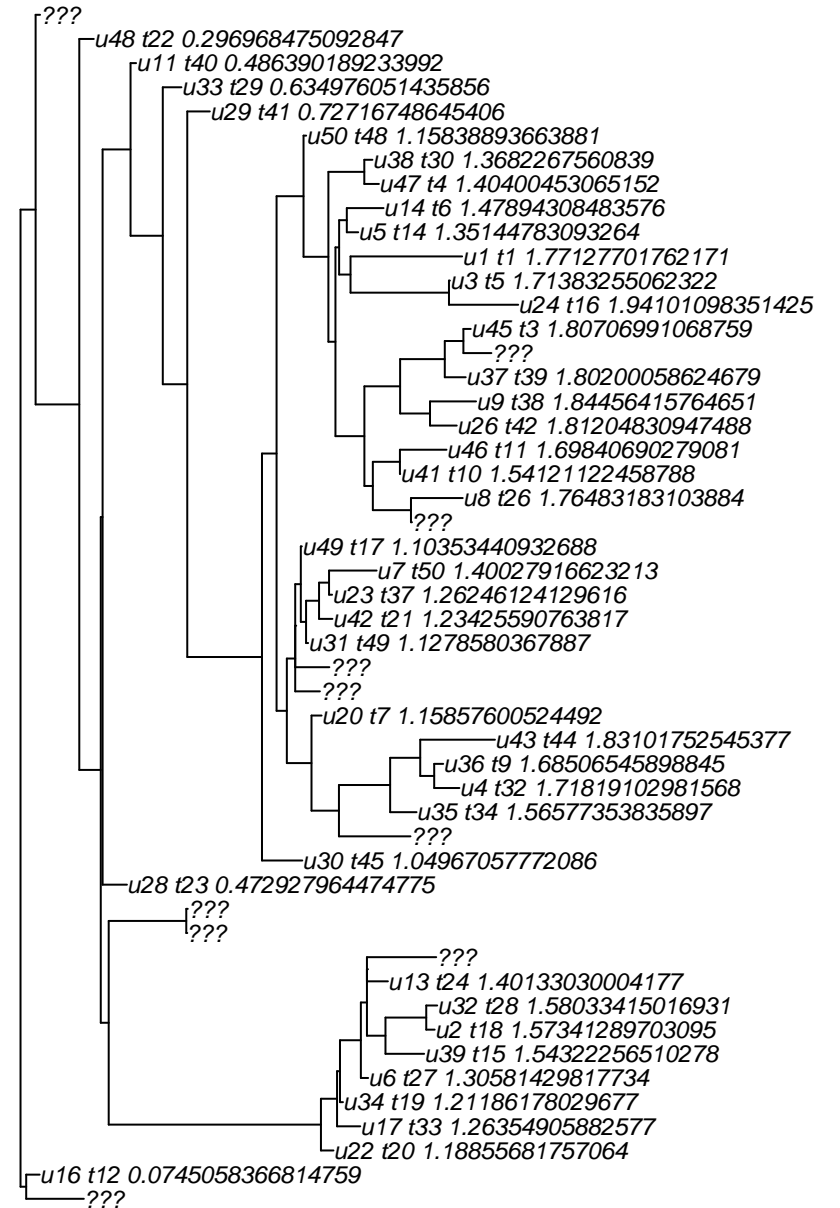 ???
u48 t22 0.296968475092847
u11 t40 0.486390189233992
u33 t29 0.634976051435856
u29 t41 0.72716748645406
u50 t48 1.15838893663881
u38 t30 1.3682267560839
u47 t4 1.40400453065152
u14 t6 1.47894308483576
u5 t14 1.35144783093264
u1 t1 1.77127701762171
u3 t5 1.71383255062322
u24 t16 1.94101098351425
u45 t3 1.80706991068759
???
u37 t39 1.80200058624679
u9 t38 1.84456415764651
u26 t42 1.81204830947488
u46 t11 1.69840690279081
u41 t10 1.54121122458788
u8 t26 1.76483183103884
???
u49 t17 1.10353440932688
u7 t50 1.40027916623213
u23 t37 1.26246124129616
u42 t21 1.23425590763817
u31 t49 1.1278580367887
???
???
u20 t7 1.15857600524492
u43 t44 1.83101752545377
u36 t9 1.68506545898845
u4 t32 1.71819102981568
u35 t34 1.56577353835897
???
u30 t45 1.04967057772086
u28 t23 0.472927964474775
???
???
???
u13 t24 1.40133030004177
u32 t28 1.58033415016931
u2 t18 1.57341289703095
u39 t15 1.54322256510278
u6 t27 1.30581429817734
u34 t19 1.21186178029677
u17 t33 1.26354905882577
u22 t20 1.18855681757064
u16 t12 0.0745058366814759
???